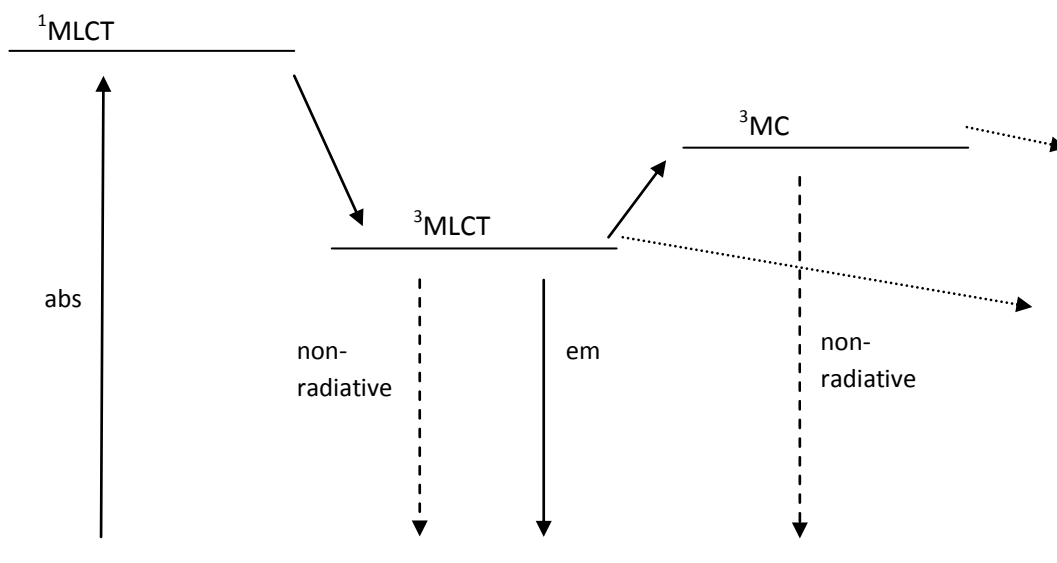 ¹MLCT
³MC
³MLCT
abs
non-
radiative
em
non-
radiative